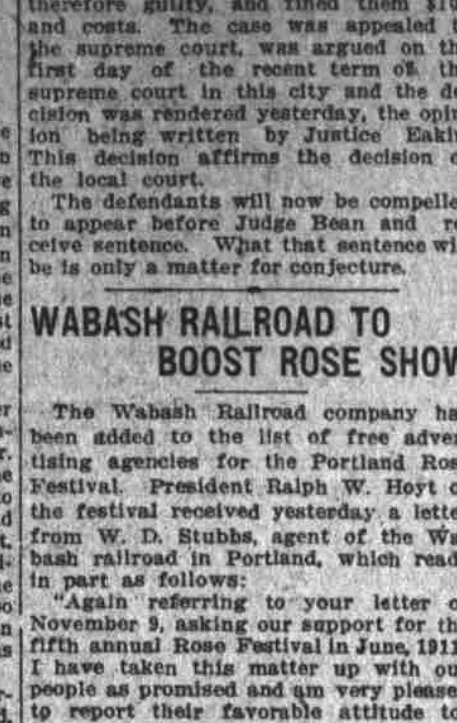 therefore guilty, and fined them $10
and costs. The case was appealed t
the supreme court, was argued on th
first day of the recent term of th
supreme court in this city and the de
cision was rendered yesterday, the opin
ion being written by Justice Eakin
This decision affirms the decision o
the local court.
The defendants will now be compelle
to appear before Judge Bean and re
ceive sentence. What that sentence wil
be is only a matter for conjecture.
WABASH RAILROAD TO
BOOST ROSE SHOW
The Wabash Railroad company ha
been added to the list of free adver
tising agencies for the Portland Ros
Festival. President Ralph W. Hoyt o
the festival received yesterday a lette
from W. D. Stubbs, agent of the Wa
bash railroad in Portland, which read
in part as follows:
"Again referring to your letter o
November 9, asking our support for th
fifth annual Rose Festival in June, 1911
I have taken this matter up with ou
people as promised and am very please
to report their favorable attitude to